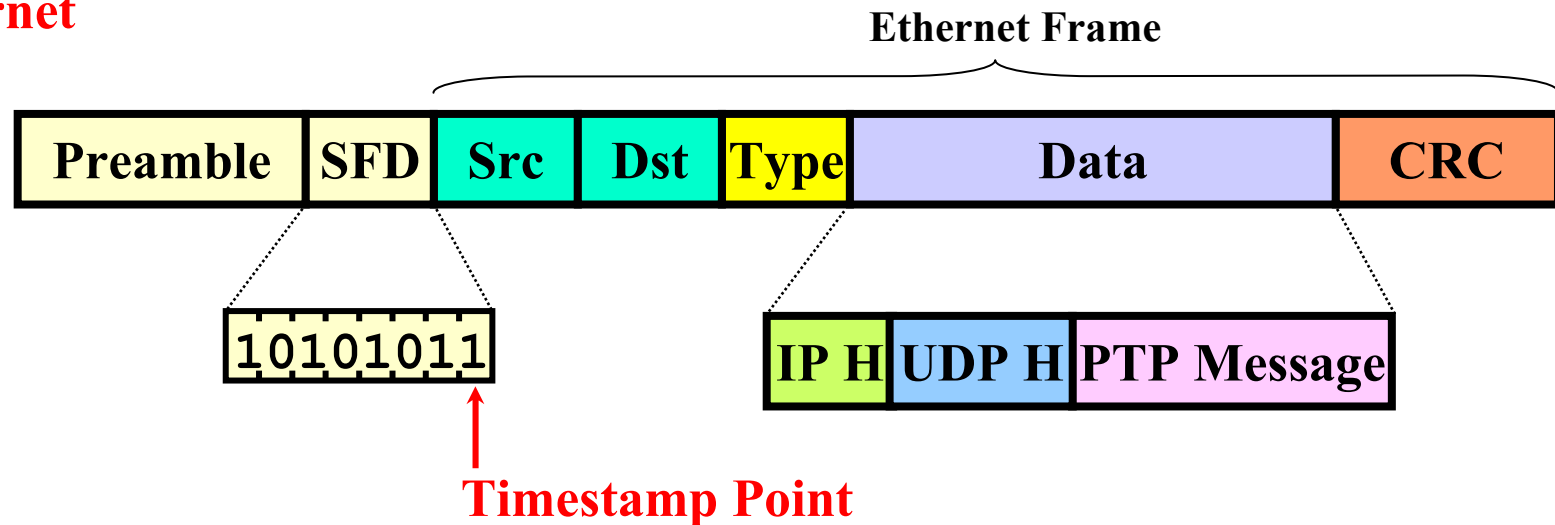 rnet
Ethernet Frame
Preamble SFD Src Dst Type Data CRC
10101011
IP H UDP H PTP Message
Timestamp Point